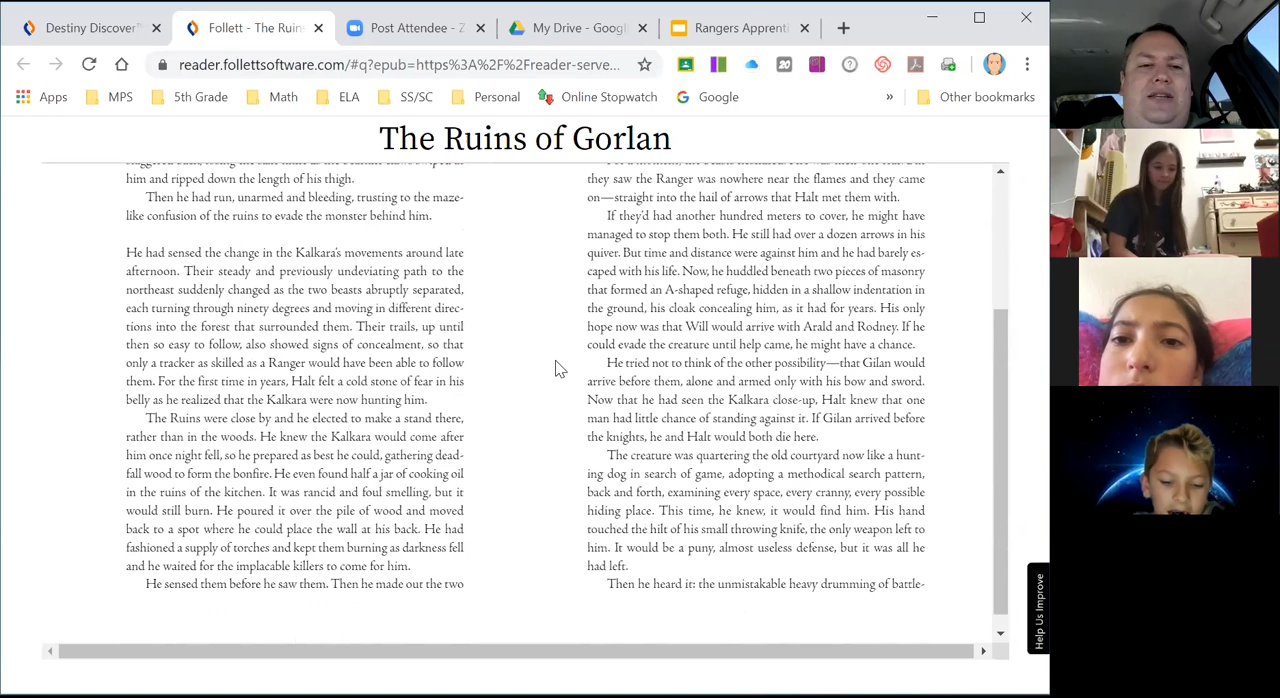 Destiny Discover
Follett - The Ruin
Post Attendee - Z
My Drive - Googl
Rangers Apprenti
reader.follettsoftware.com/#q?epub=https%3A%2F%2Freader-serve...
20
Apps
MPS
5th Grade
Math
ELA
SS/SC
Personal
Online Stopwatch
Google
»
Other bookmarks
The Ruins of Gorlan
him and ripped down the length of his thigh.
Then he had run, unarmed and bleeding, trusting to the maze-
like confusion of the ruins to evade the monster behind him.
He had sensed the change in the Kalkara's movements around late
afternoon. Their steady and previously undeviating path to the
northeast suddenly changed as the two beasts abruptly separated,
each turning through ninety degrees and moving in different direc-
tions into the forest that surrounded them. Their trails, up until
then so easy to follow, also showed signs of concealment, so that
only a tracker as skilled as a Ranger would have been able to follow
them. For the first time in years, Halt felt a cold stone of fear in his
belly as he realized that the Kalkara were now hunting him.
The Ruins were close by and he elected to make a stand there,
rather than in the woods. He knew the Kalkara would come after
him once night fell, so he prepared as best he could, gathering dead-
fall wood to form the bonfire. He even found half a jar of cooking oil
in the ruins of the kitchen. It was rancid and foul smelling, but it
would still burn. He poured it over the pile of wood and moved
back to a spot where he could place the wall at his back. He had
fashioned a supply of torches and kept them burning as darkness fell
and he waited for the implacable killers to come for him.
He sensed them before he saw them. Then he made out the two
they saw the Ranger was nowhere near the flames and they came
on—straight into the hail of arrows that Halt met them with.
If they'd had another hundred meters to cover, he might have
managed to stop them both. He still had over a dozen arrows in his
quiver. But time and distance were against him and he had barely es-
caped with his life. Now, he huddled beneath two pieces of masonry
that formed an A-shaped refuge, hidden in a shallow indentation in
the ground, his cloak concealing him, as it had for years. His only
hope now was that Will would arrive with Arald and Rodney. If he
could evade the creature until help came, he might have a chance.
He tried not to think of the other possibility—that Gilan would
arrive before them, alone and armed only with his bow and sword.
Now that he had seen the Kalkara close-up, Halt knew that one
man had little chance of standing against it. If Gilan arrived before
the knights, he and Halt would both die here.
The creature was quartering the old courtyard now like a hunt-
ing dog in search of game, adopting a methodical search pattern,
back and forth, examining every space, every cranny, every possible
hiding place. This time, he knew, it would find him. His hand
touched the hilt of his small throwing knife, the only weapon left to
him. It would be a puny, almost useless defense, but it was all he
had left.
Then he heard it: the unmistakable heavy drumming of battle-
Help Us Improve